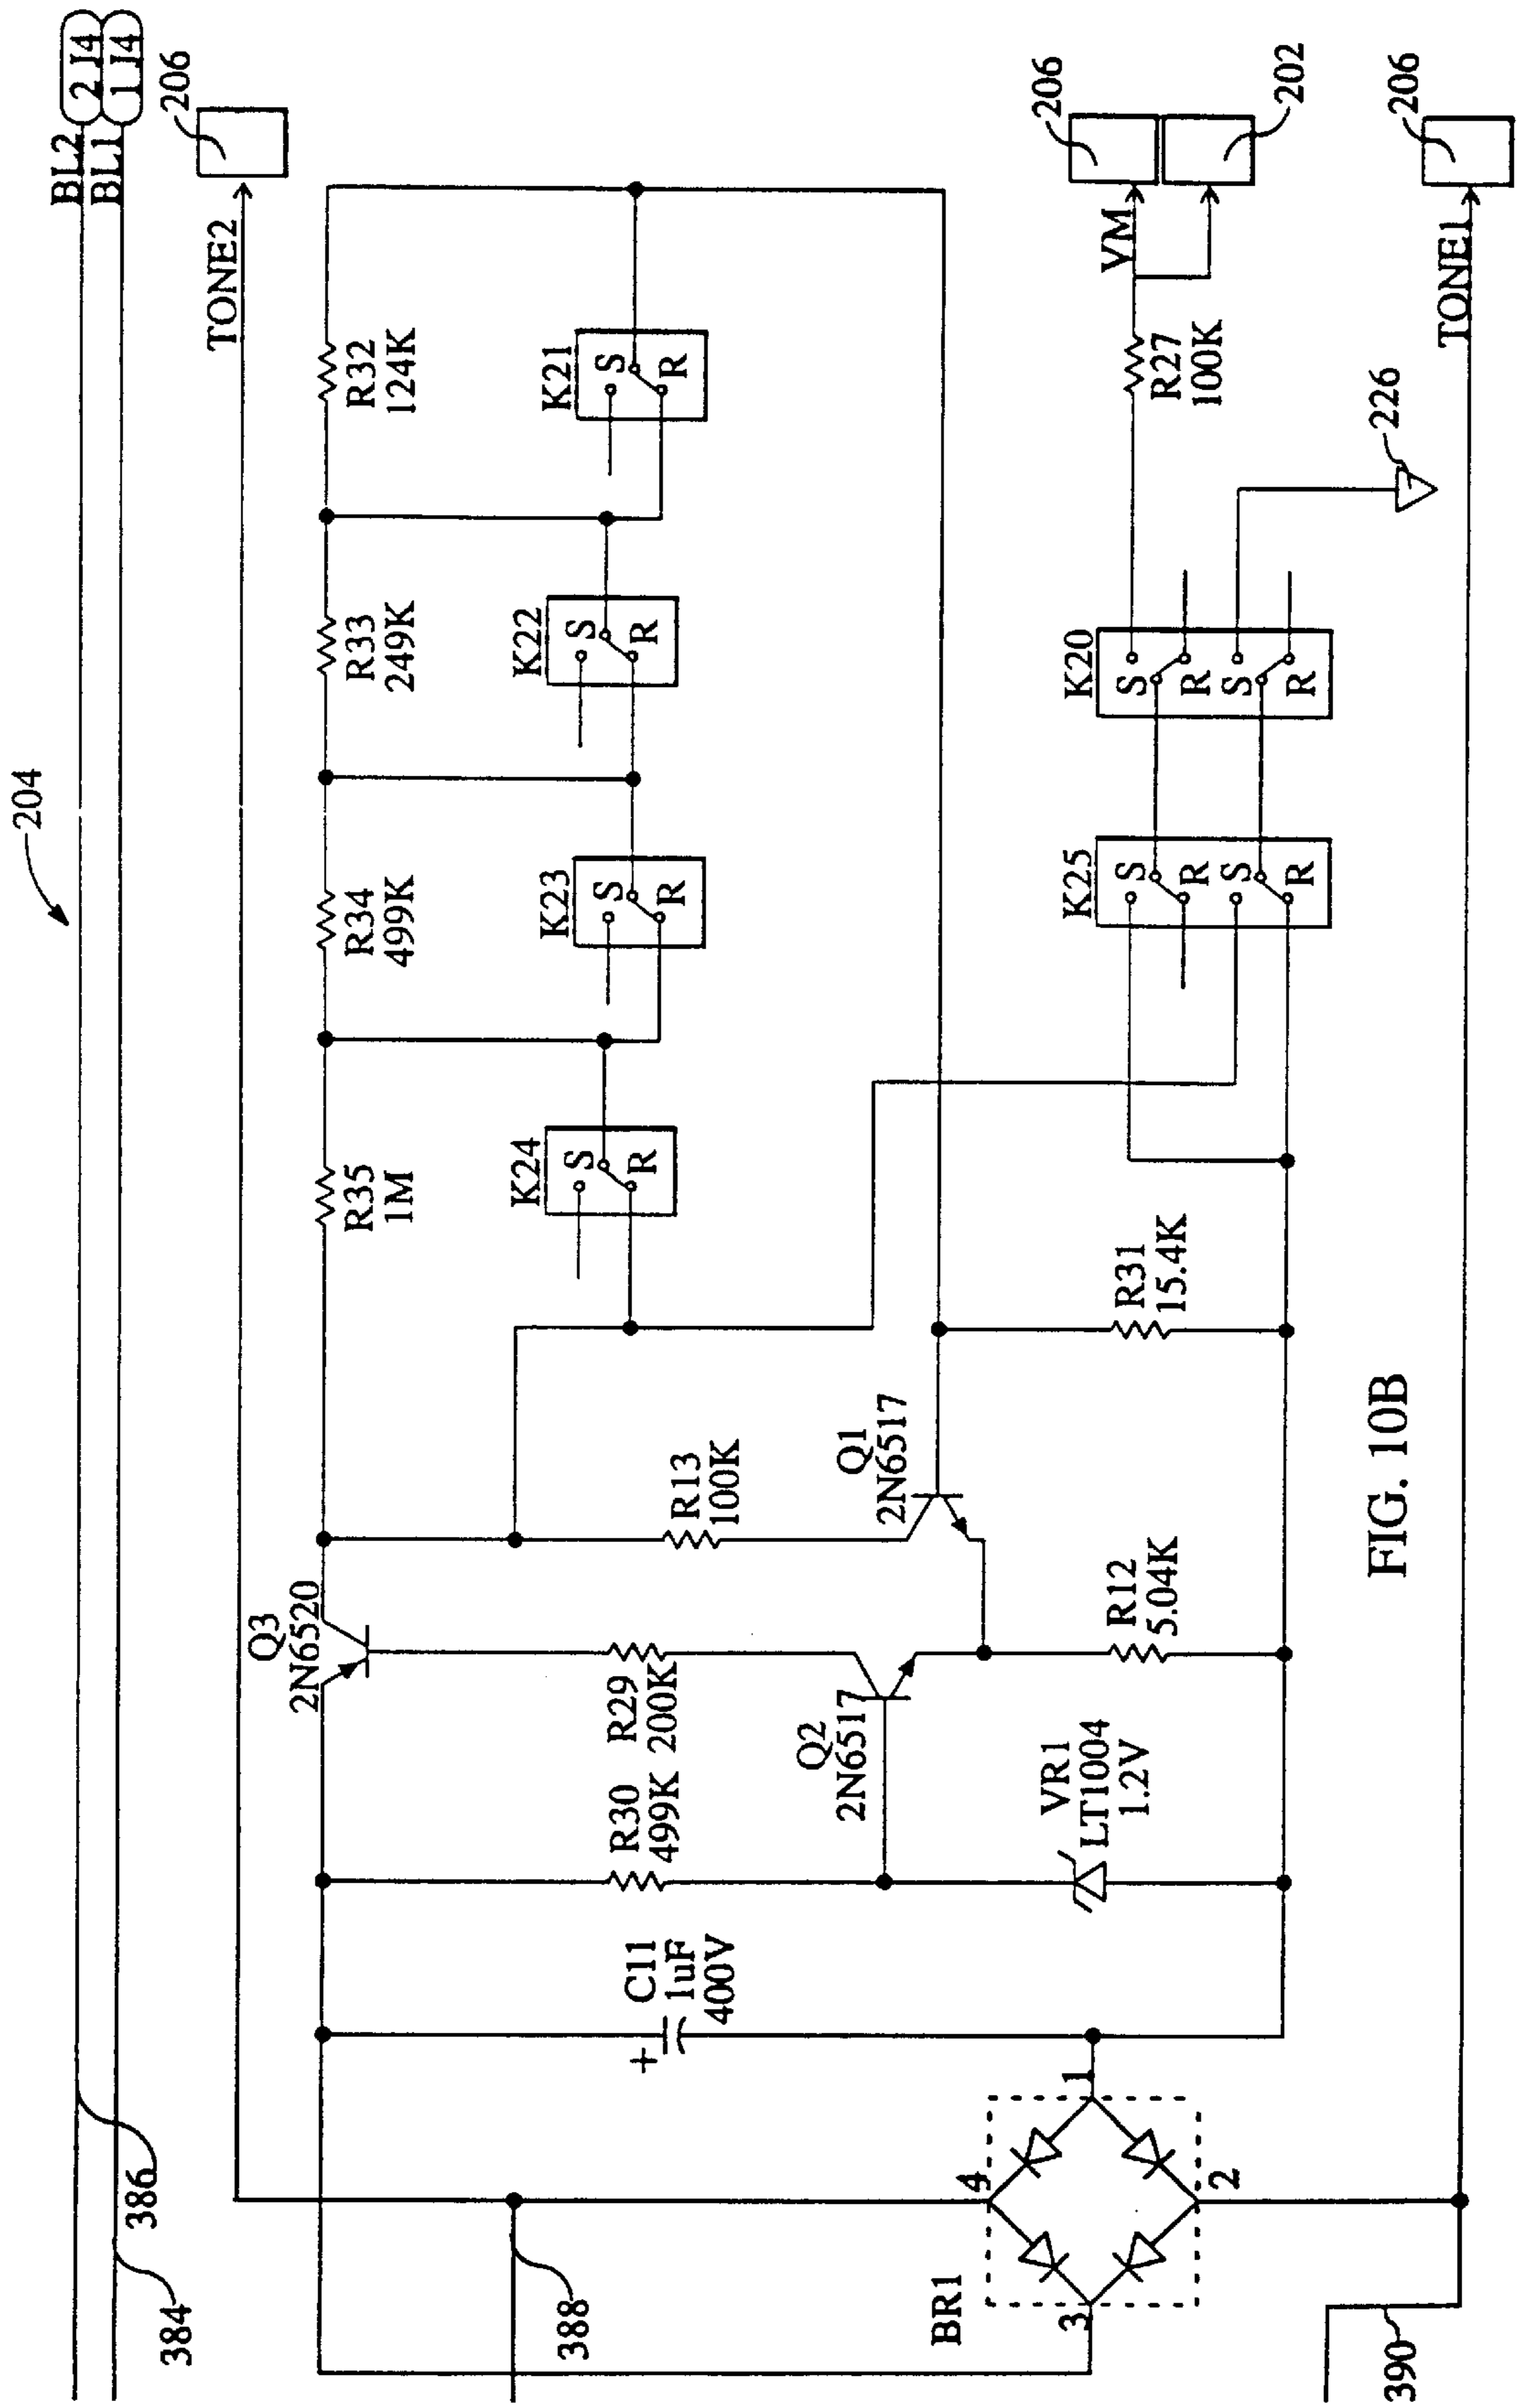 204
BL2
2 J4
BL1
1 J4
386
384
TONE2
206
388
Q3
2N6520
R35
1M
R34
499K
R33
249K
R32
124K
K24
S
R
K23
S
R
K22
S
R
K21
S
R
C11
1uF
400V
+
R30
499K
R29
200K
R13
100K
Q2
2N6517
Q1
2N6517
VR1
LT1004
1.2V
R12
5.04K
R31
15.4K
BR1
4
1
3
2
K25
S
R
S
R
K20
S
R
S
R
R27
100K
VM
206
202
226
TONE1
206
390
FIG. 10B